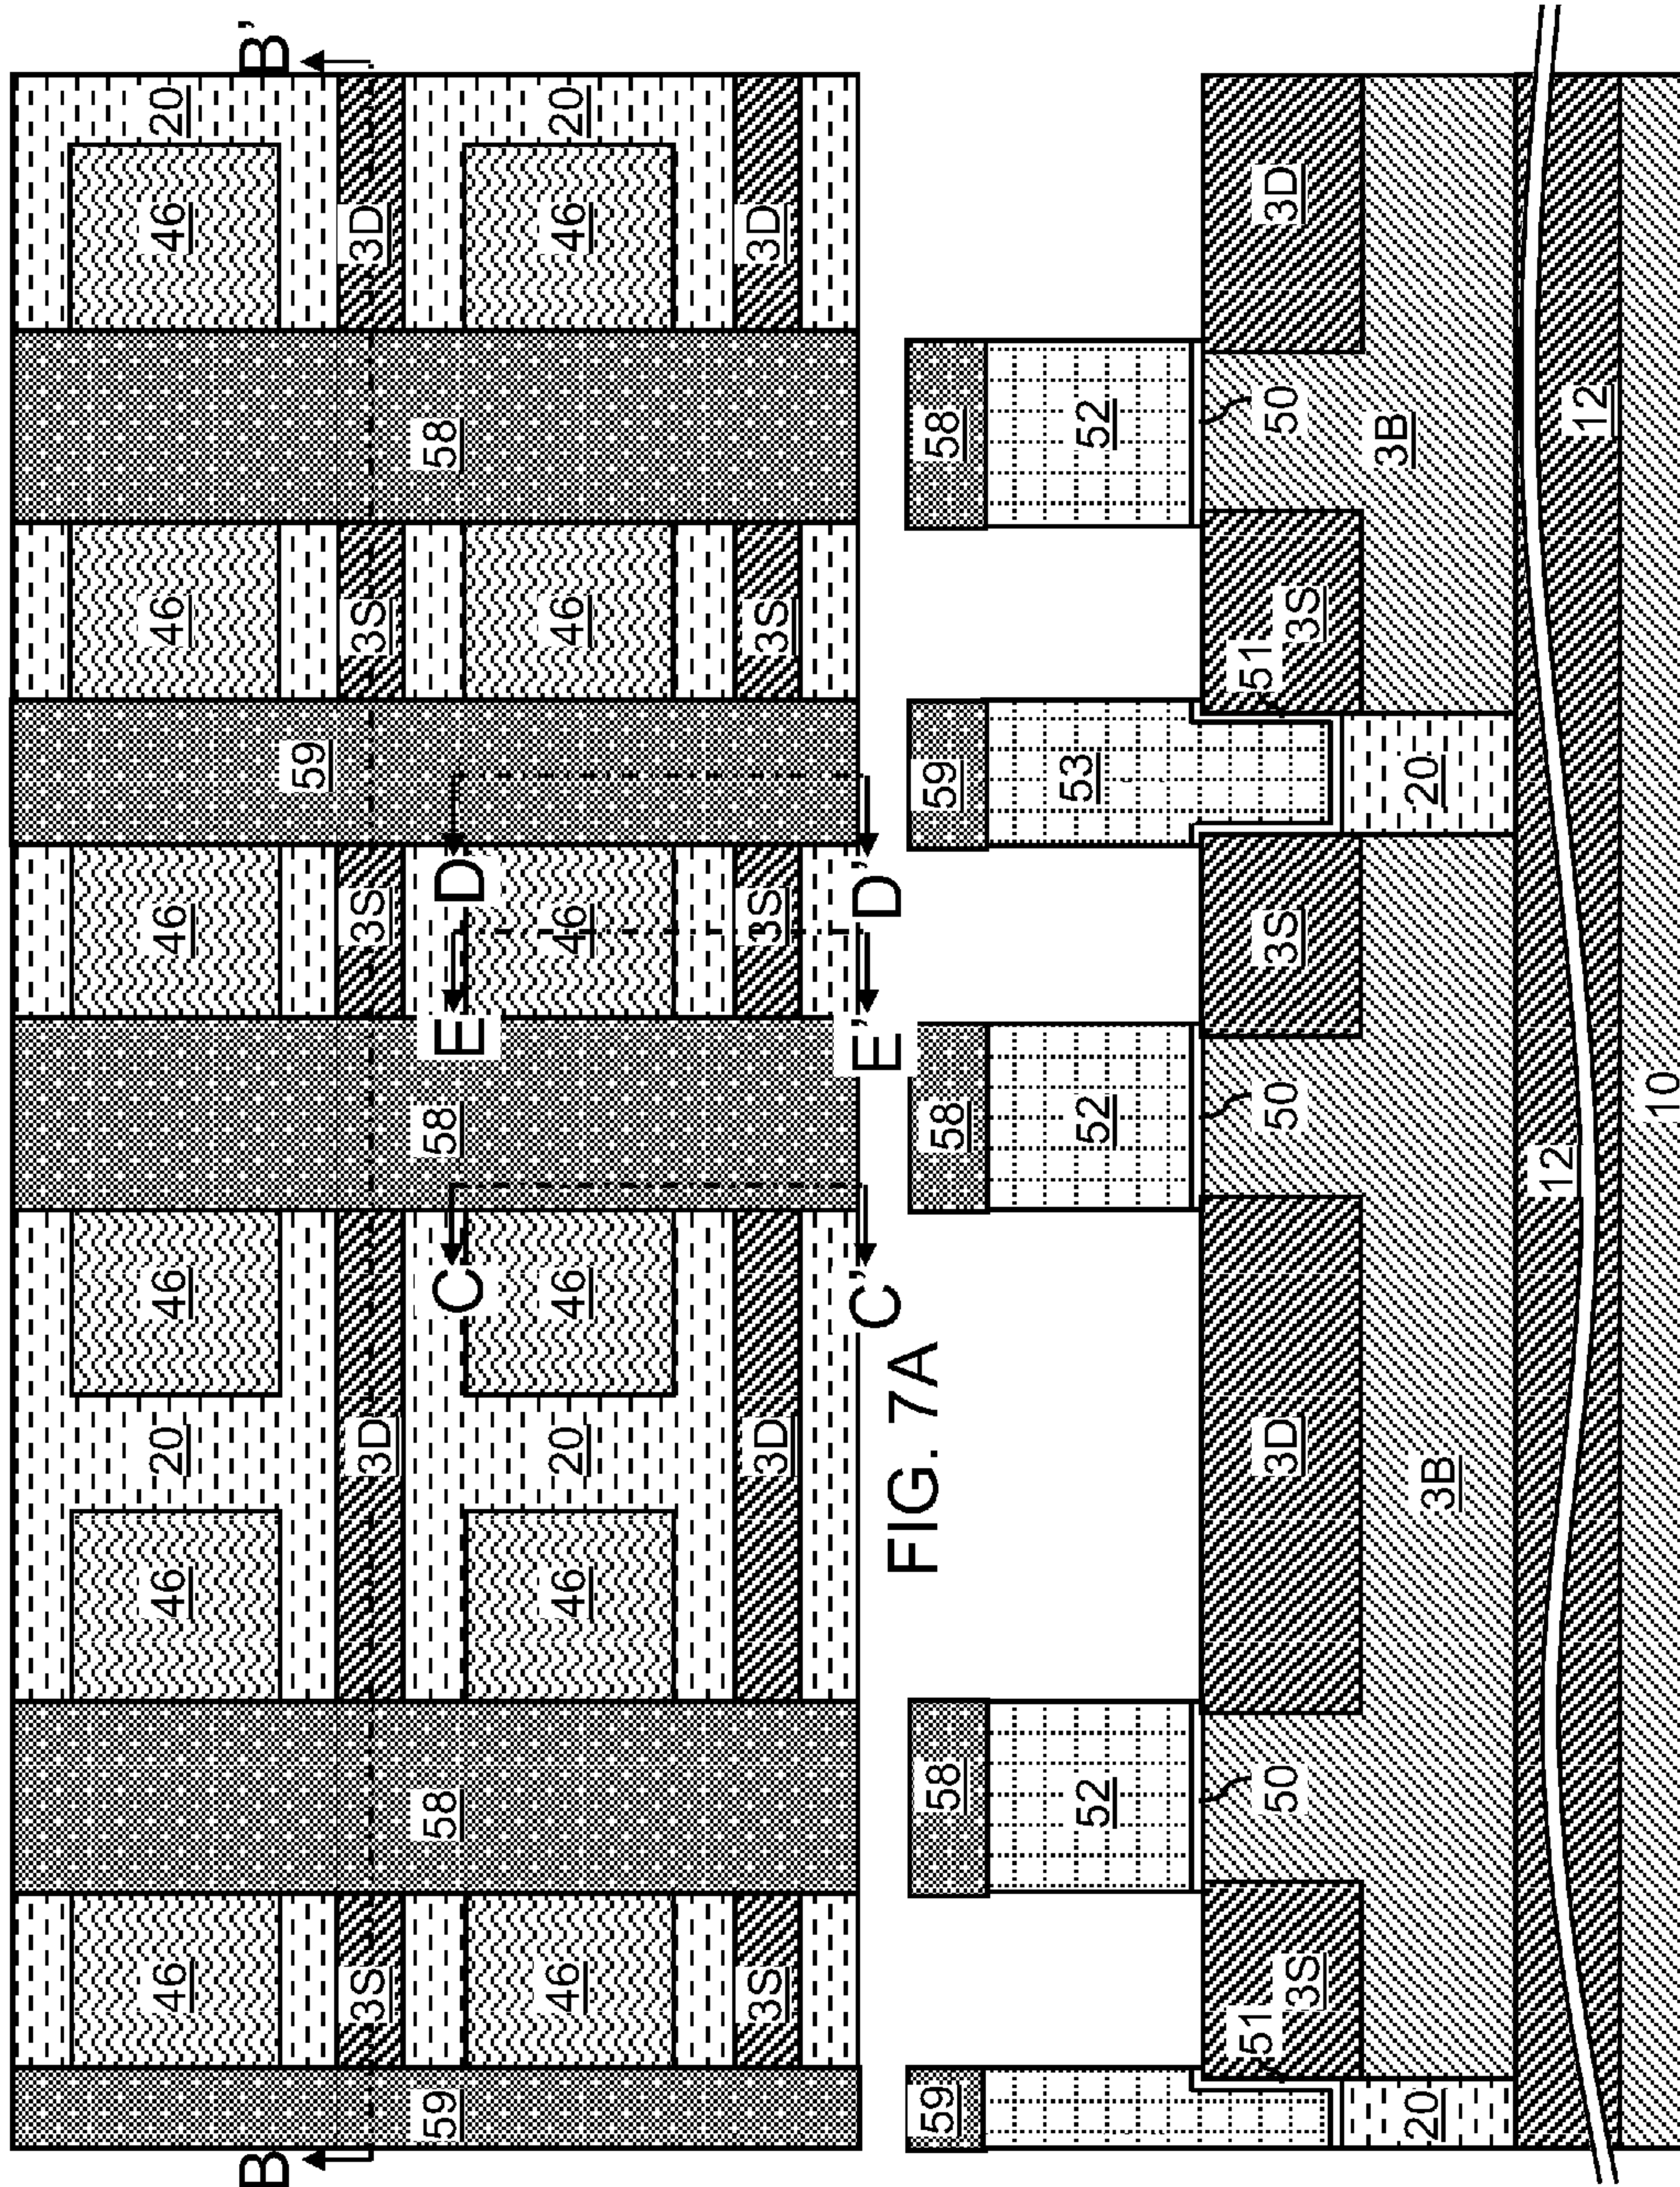 46 46 20 46 46 46 46 20
B B'
59
3S 3D 3S 3S 3D
59 58 58 58
C E D
46 46 20 46 46 46 46 20
3S 3D 3S 3S 3D
C' E' D'
FIG. 7A
59 58 58 59 58
52 52 53 52
51 51
3S 50 3D 50 3S 3S 50 3D
20 3B 20 3B
12 12
10